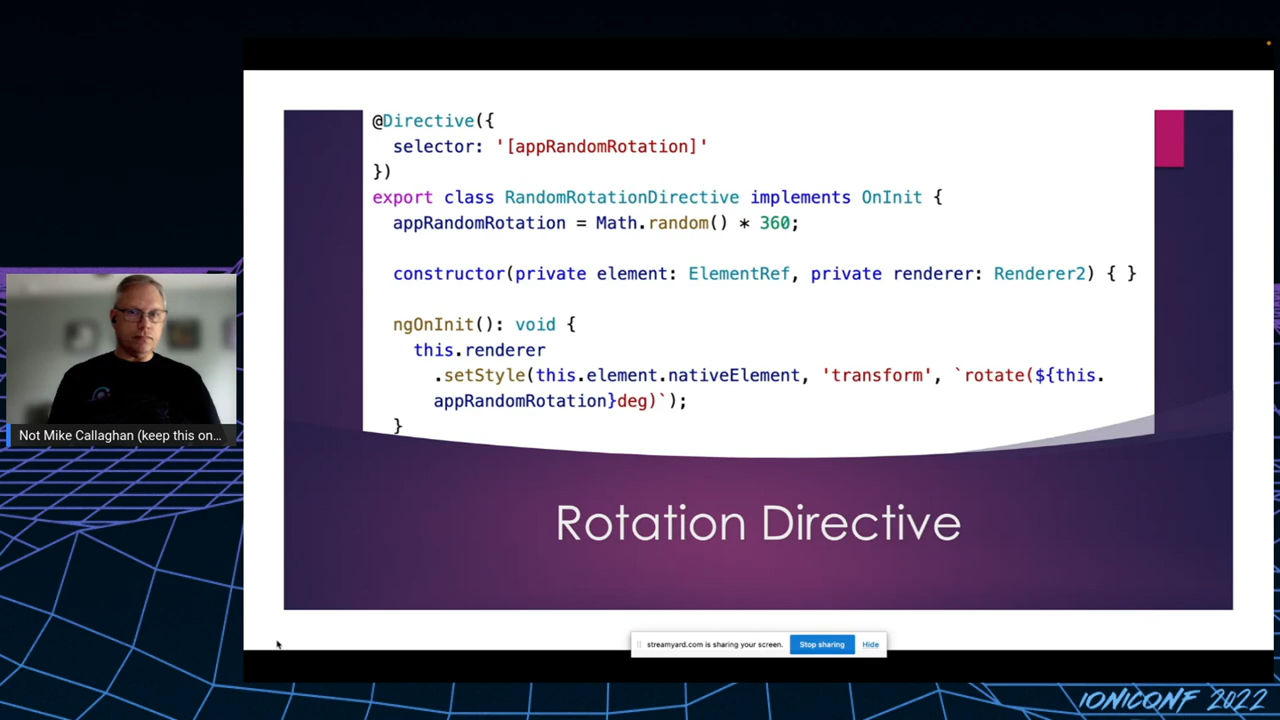 @Directive({
selector: '[appRandomRotation]'
})
export class RandomRotationDirective implements OnInit {
appRandomRotation = Math.random() * 360;
constructor(private element: ElementRef, private renderer: Renderer2) { }
ngOnInit(): void {
this.renderer
.setStyle(this.element.nativeElement, 'transform', `rotate(${this.
appRandomRotation}deg)`);
}
Rotation Directive
Not Mike Callaghan (keep this on...
streamyard.com is sharing your screen. Stop sharing Hide
IONICONF 2022